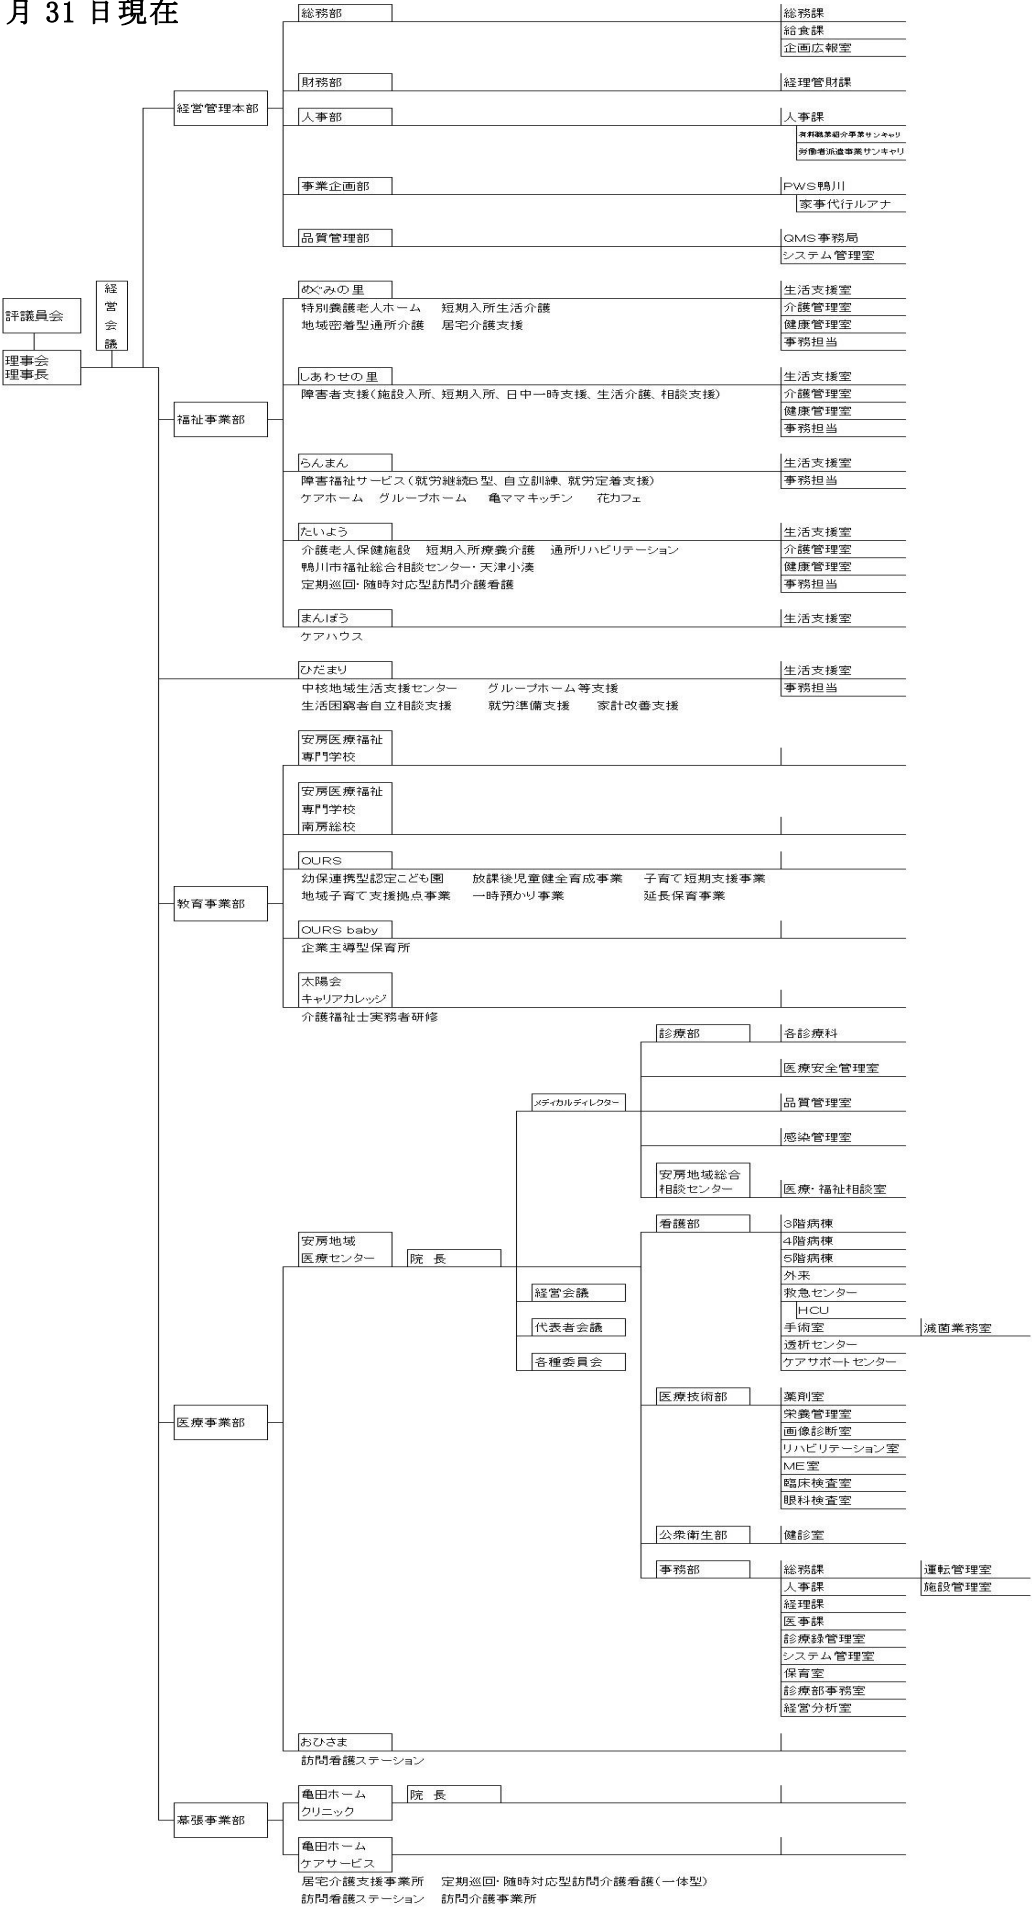 月 31 日現在
総務部
総務課
給食課
企画広報室
財務部
経理管財課
経営管理本部
人事部
人事課
有料職業紹介事業サンキャリ
労働者派遣事業サンキャリ
事業企画部
PWS鴨川
家事代行ルアナ
品質管理部
QMS事務局
システム管理室
評議員会
経営会議
理事会
理事長
めぐみの里
特別養護老人ホーム 短期入所生活介護
地域密着型通所介護 居宅介護支援
生活支援室
介護管理室
健康管理室
事務担当
福祉事業部
しあわせの里
障害者支援(施設入所、短期入所、日中一時支援、生活介護、相談支援)
生活支援室
介護管理室
健康管理室
事務担当
らんまん
障害福祉サービス(就労継続B型、自立訓練、就労定着支援)
ケアホーム グループホーム 亀ママキッチン 花カフェ
生活支援室
事務担当
たいよう
介護老人保健施設 短期入所療養介護 通所リハビリテーション
鴨川市福祉総合相談センター・天津小湊
定期巡回・随時対応型訪問介護看護
生活支援室
介護管理室
健康管理室
事務担当
まんぼう
ケアハウス
生活支援室
ひだまり
中核地域生活支援センター グループホーム等支援
生活困窮者自立相談支援 就労準備支援 家計改善支援
生活支援室
事務担当
安房医療福祉
専門学校
安房医療福祉
専門学校
南房総校
教育事業部
OURS
幼保連携型認定こども園 放課後児童健全育成事業 子育て短期支援事業
地域子育て支援拠点事業 一時預かり事業 延長保育事業
OURS baby
企業主導型保育所
太陽会
キャリアカレッジ
介護福祉士実務者研修
診療部
各診療科
医療安全管理室
メディカルディレクター
品質管理室
感染管理室
安房地域総合
相談センター
医療・福祉相談室
安房地域
医療センター
院 長
経営会議
代表者会議
各種委員会
看護部
3階病棟
4階病棟
5階病棟
外来
救急センター
HCU
手術室
滅菌業務室
透析センター
ケアサポートセンター
医療事業部
医療技術部
薬剤室
栄養管理室
画像診断室
リハビリテーション室
ME室
臨床検査室
眼科検査室
公衆衛生部
健診室
事務部
総務課
運転管理室
人事課
施設管理室
経理課
医事課
診療録管理室
システム管理室
保育室
診療部事務室
経営分析室
おひさま
訪問看護ステーション
幕張事業部
亀田ホーム
クリニック
院 長
亀田ホーム
ケアサービス
居宅介護支援事業所 定期巡回・随時対応型訪問介護看護(一体型)
訪問看護ステーション 訪問介護事業所